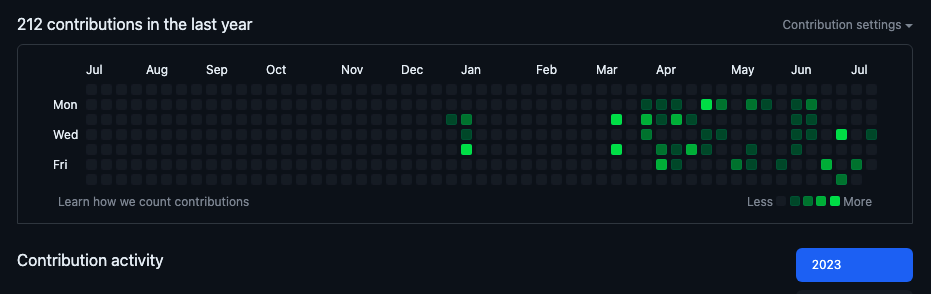 212 contributions in the last year
Contribution settings
Jul Aug Sep Oct Nov Dec Jan Feb Mar Apr May Jun Jul
Mon
Wed
Fri
Learn how we count contributions
Less More
Contribution activity
2023